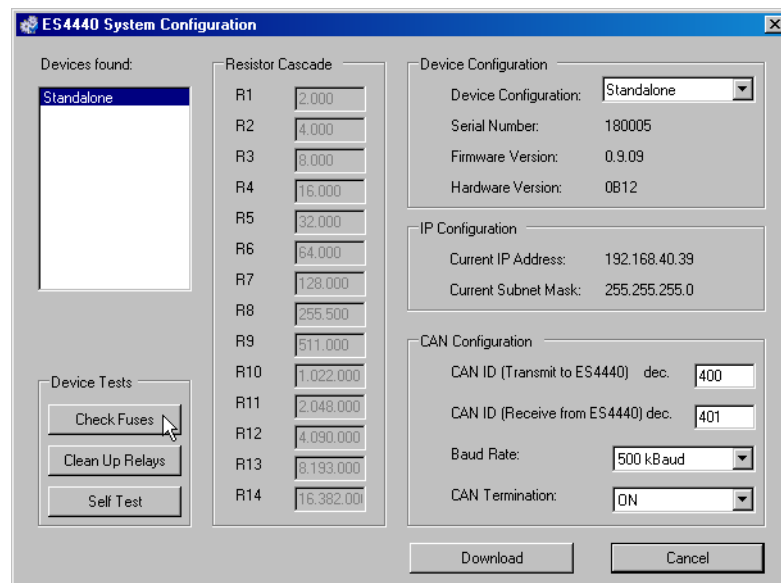 ES4440 System Configuration
Devices found:
Standalone
Device Tests
Check Fuses
Clean Up Relays
Self Test
Resistor Cascade
R1 2.000
R2 4.000
R3 8.000
R4 16.000
R5 32.000
R6 64.000
R7 128.000
R8 255.500
R9 511.000
R10 1.022.000
R11 2.048.000
R12 4.090.000
R13 8.193.000
R14 16.382.00
Device Configuration
Device Configuration: Standalone
Serial Number: 180005
Firmware Version: 0.9.09
Hardware Version: 0B12
IP Configuration
Current IP Address: 192.168.40.39
Current Subnet Mask: 255.255.255.0
CAN Configuration
CAN ID (Transmit to ES4440) dec. 400
CAN ID (Receive from ES4440) dec. 401
Baud Rate: 500 kBaud
CAN Termination: ON
Download
Cancel